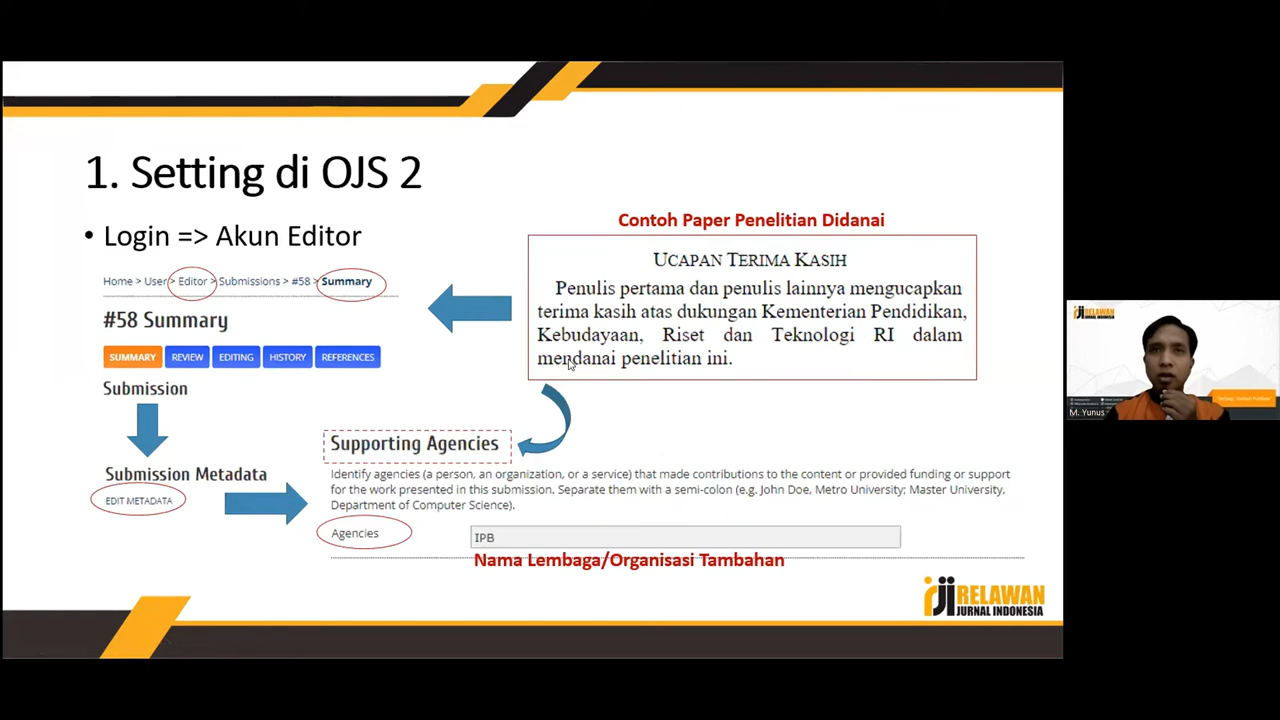 1. Setting di OJS 2
• Login => Akun Editor
Home > User > Editor > Submissions > #58 > Summary
#58 Summary
SUMMARY REVIEW EDITING HISTORY REFERENCES
Submission
Submission Metadata
EDIT METADATA
Contoh Paper Penelitian Didanai
UCAPAN TERIMA KASIH
Penulis pertama dan penulis lainnya mengucapkan
terima kasih atas dukungan Kementerian Pendidikan,
Kebudayaan, Riset dan Teknologi RI dalam
mendanai penelitian ini.
Supporting Agencies
Identify agencies (a person, an organization, or a service) that made contributions to the content or provided funding or support
for the work presented in this submission. Separate them with a semi-colon (e.g. John Doe, Metro University; Master University,
Department of Computer Science).
Agencies
IPB
Nama Lembaga/Organisasi Tambahan
RELAWAN
JURNAL INDONESIA
M. Yunus